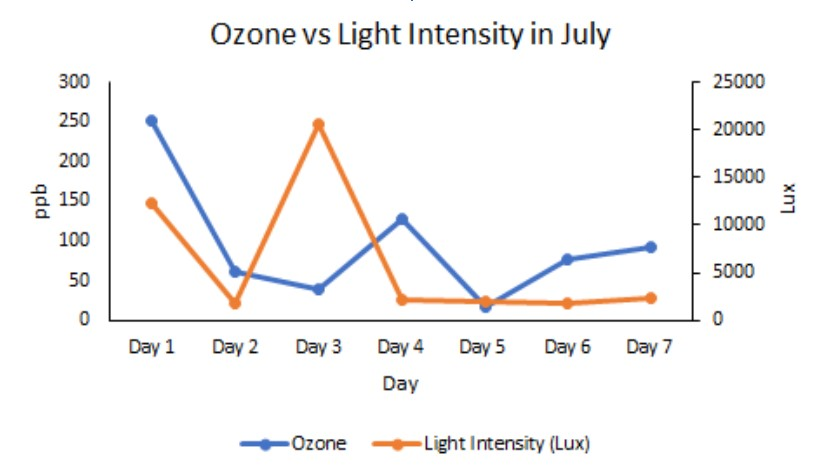 Ozone vs Light Intensity in July
300
250
200
150
100
50
0
ppb
25000
20000
15000
10000
5000
0
Lux
Day 1 Day 2 Day 3 Day 4 Day 5 Day 6 Day 7
Day
Ozone Light Intensity (Lux)